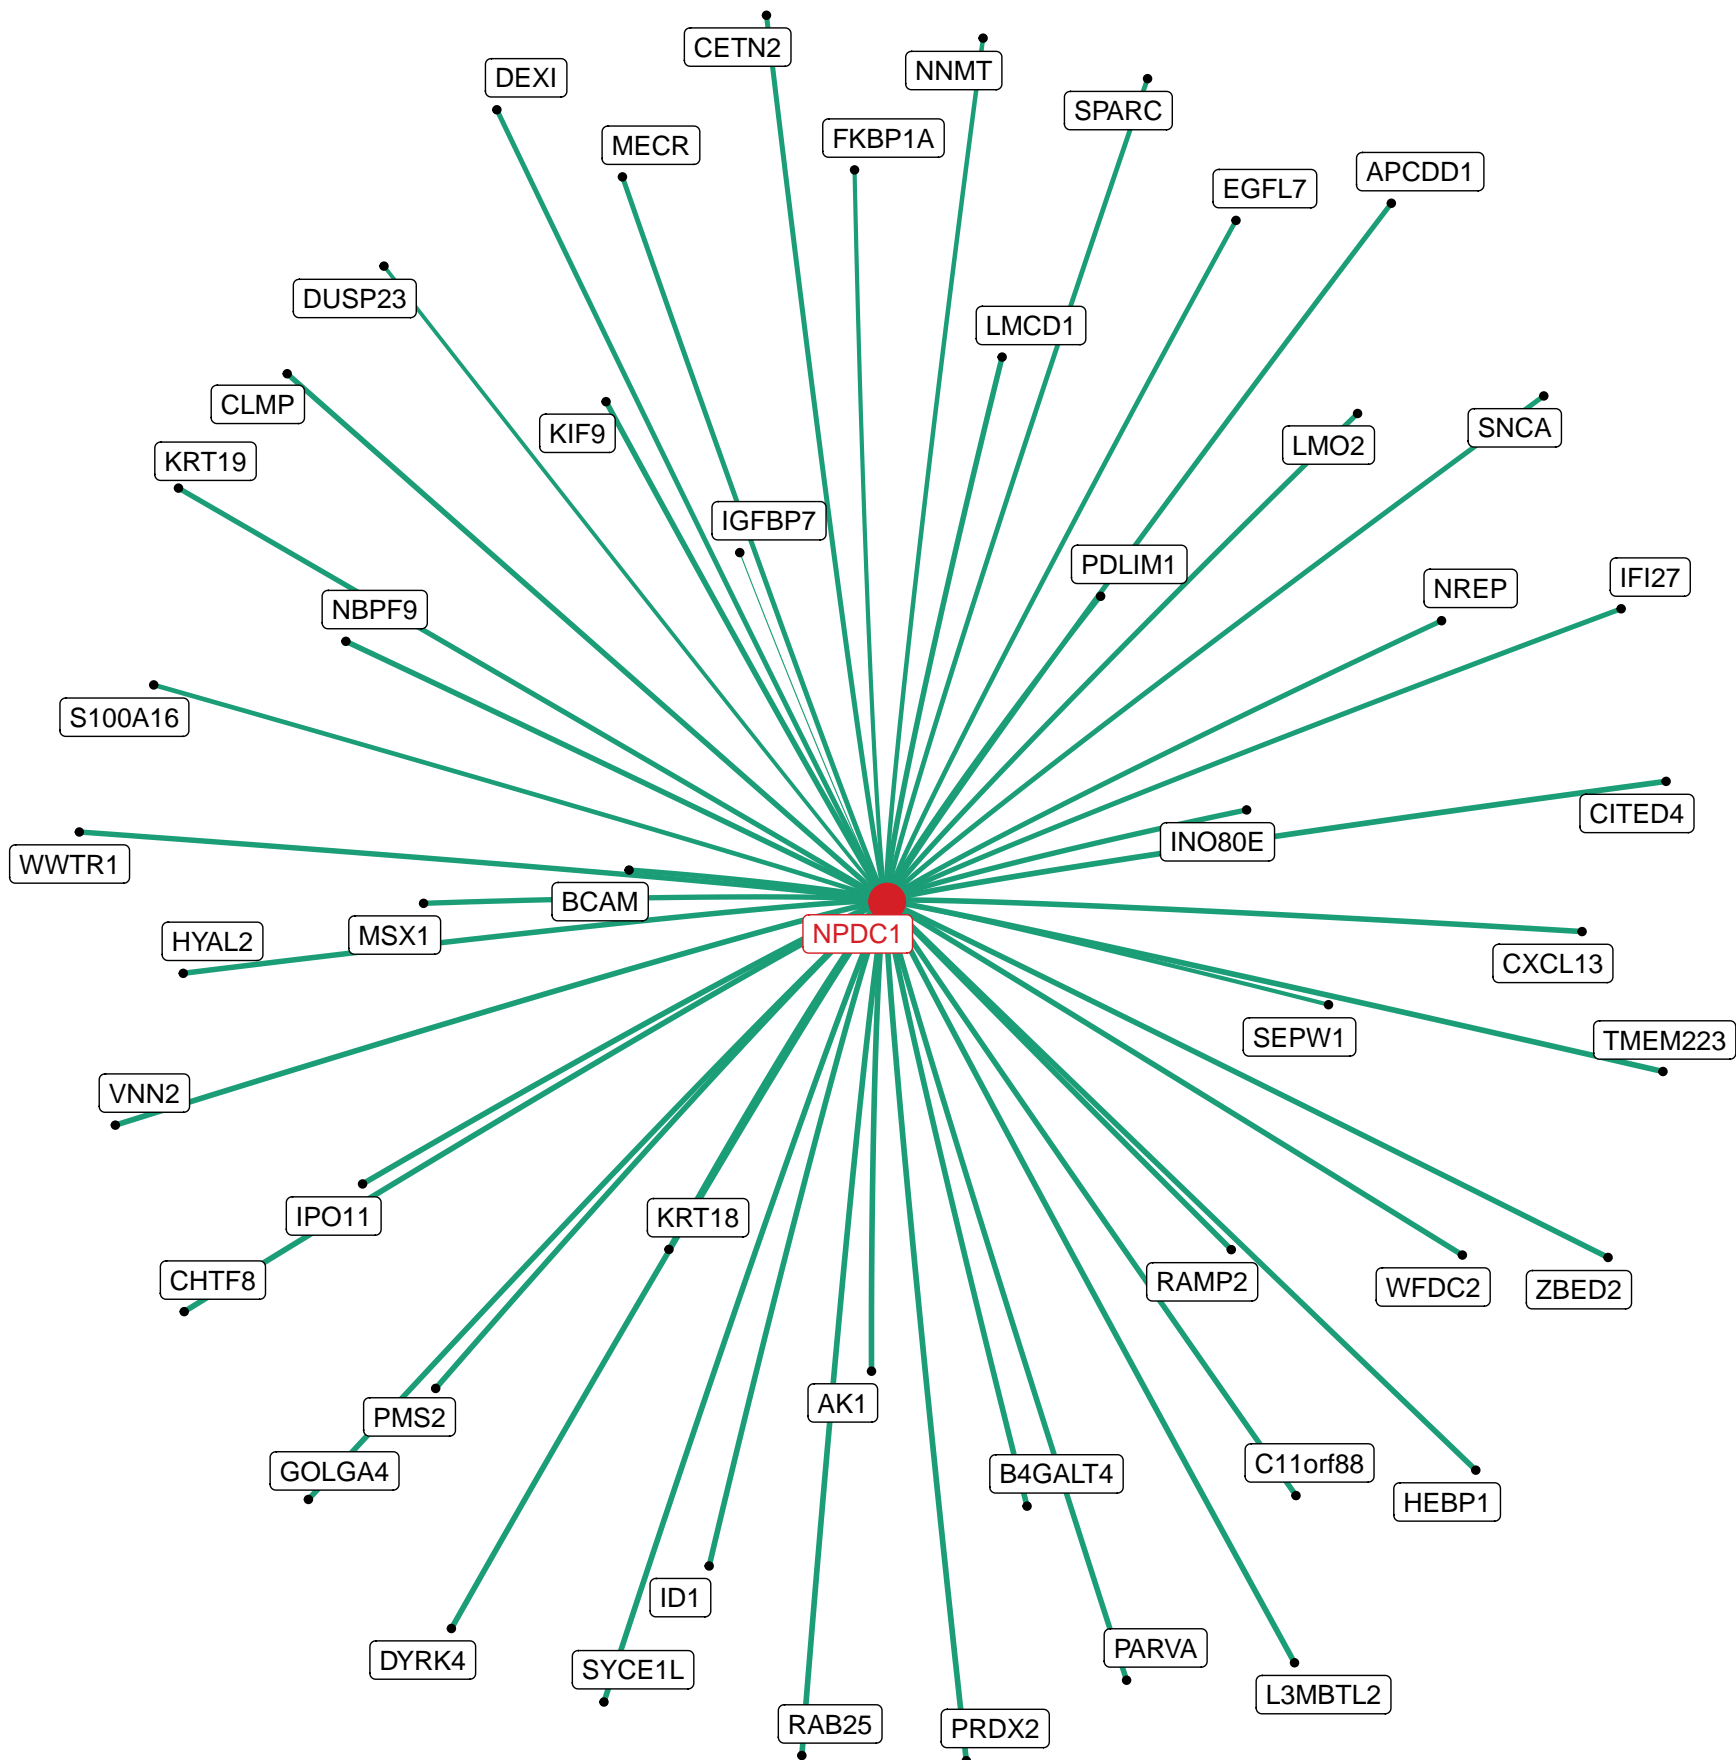 CETN2
NNMT
DEXI
SPARC
FKBP1A
MECR
APCDD1
EGFL7
DUSP23
LMCD1
CLMP
SNCA
KIF9
LMO2
KRT19
IGFBP7
PDLIM1
IFI27
NREP
NBPF9
S100A16
CITED4
INO80E
WWTR1
BCAM
NPDC1
MSX1
HYAL2
CXCL13
SEPW1
TMEM223
VNN2
IPO11
KRT18
CHTF8
RAMP2
WFDC2
ZBED2
AK1
PMS2
C11orf88
GOLGA4
B4GALT4
HEBP1
ID1
PARVA
DYRK4
SYCE1L
L3MBTL2
RAB25
PRDX2